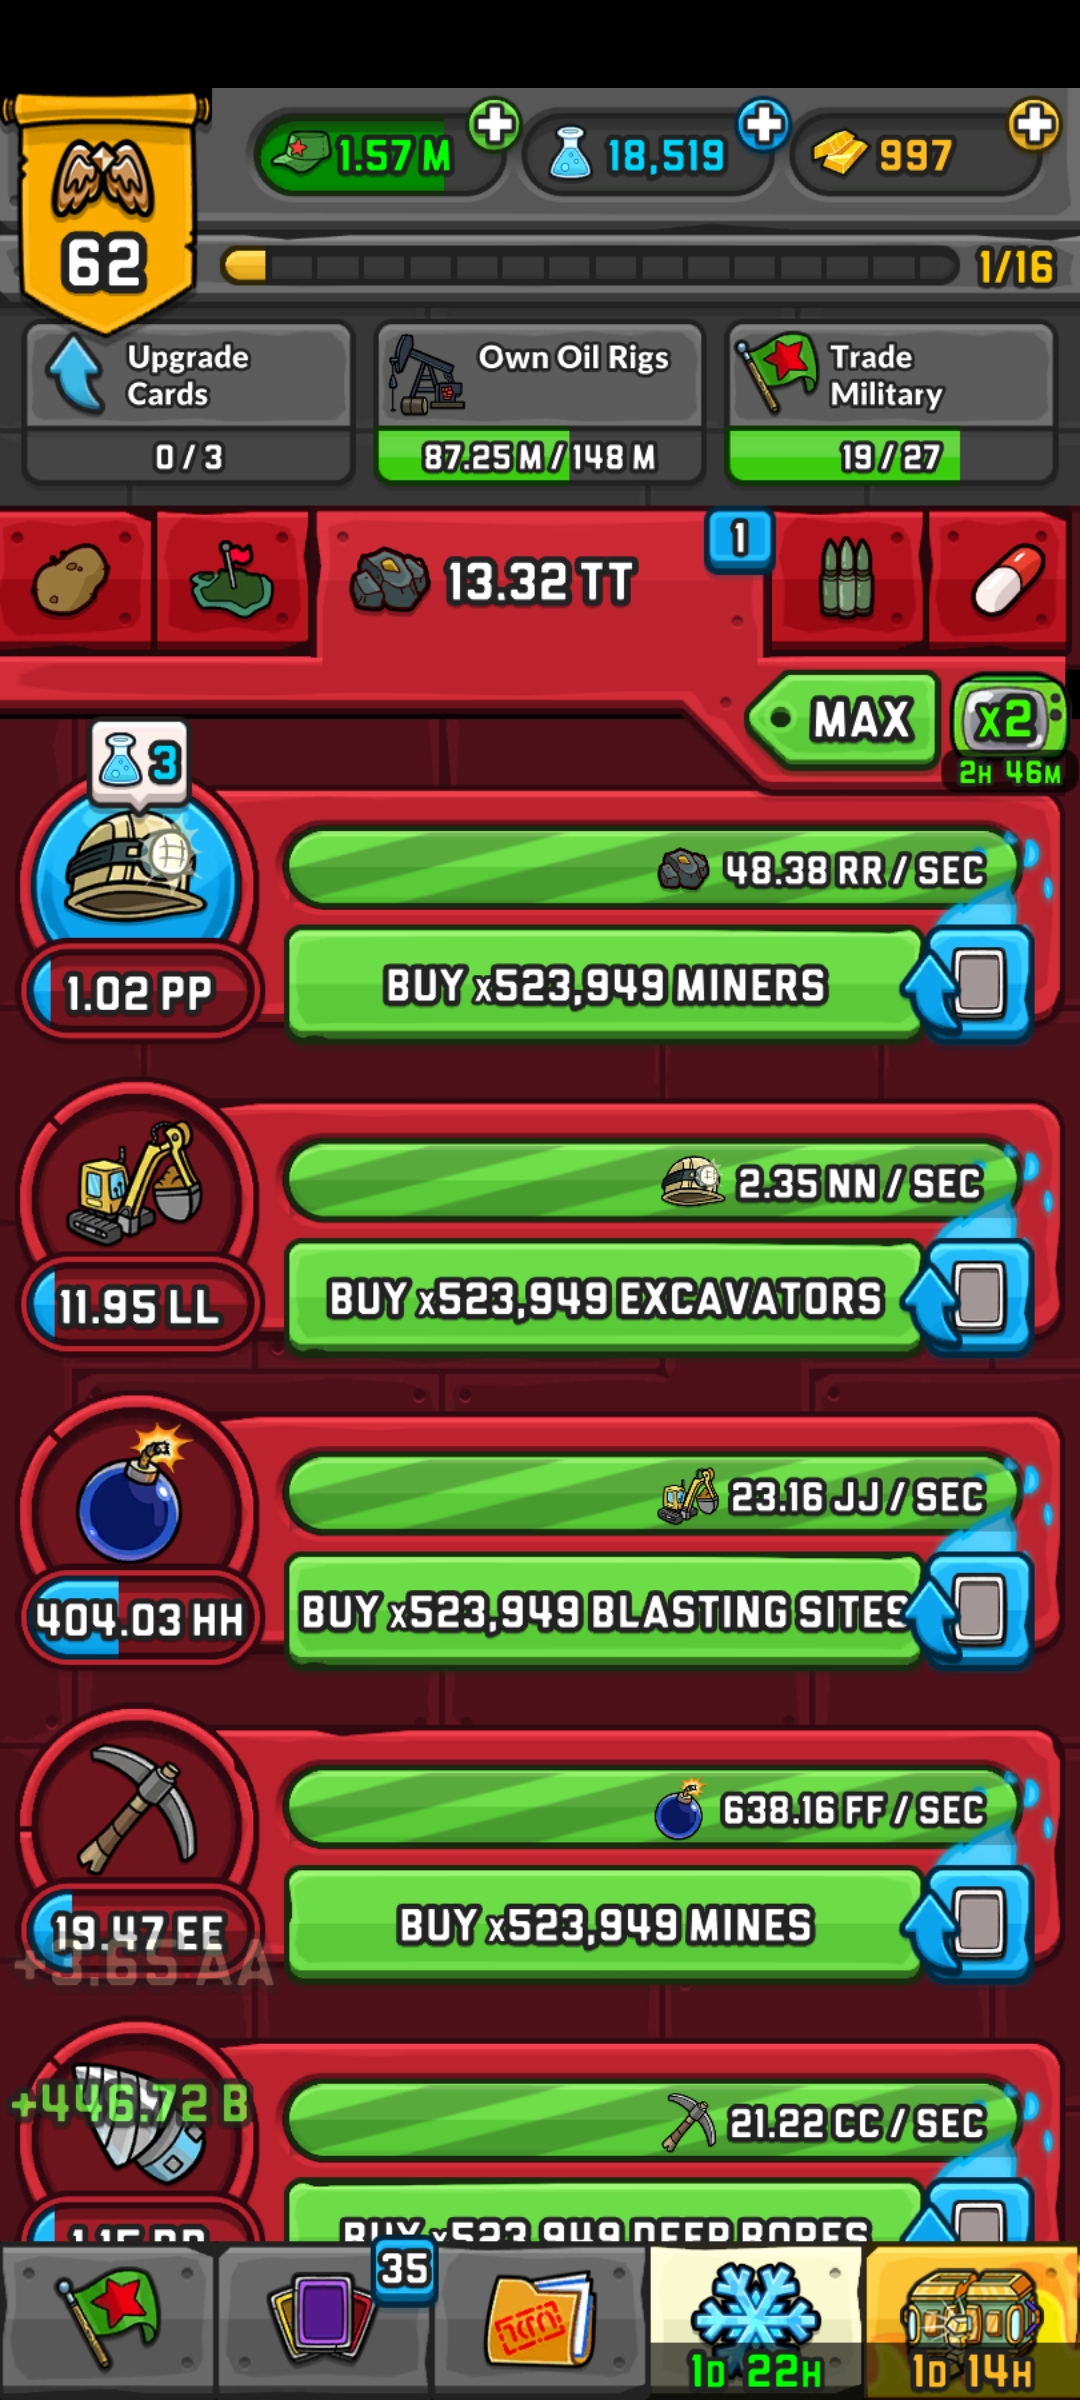 1.57 M
18,519
997
62
1/16
Upgrade
Cards
0 / 3
Own Oil Rigs
87.25 M / 148 M
Trade
Military
19 / 27
13.32 TT
1
MAX
x2
2H 46M
3
48.38 RR / SEC
1.02 PP
BUY x523,949 MINERS
2.35 NN / SEC
11.95 LL
BUY x523,949 EXCAVATORS
23.16 JJ / SEC
404.03 HH
BUY x523,949 BLASTING SITES
638.16 FF / SEC
19.47 EE
BUY x523,949 MINES
+3.65 AA
+446.72 B
21.22 CC / SEC
BUY x523,949 DEEP BORES
35
1D 22H
1D 14H